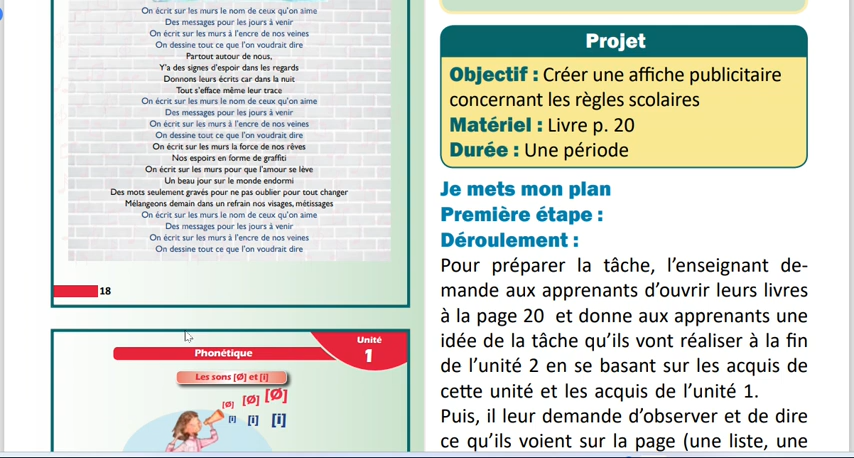 On écrit sur les murs le nom de ceux qu'on aime
Des messages pour les jours à venir
On écrit sur les murs à l'encre de nos veines
On dessine tout ce que l'on voudrait dire
Partout autour de nous,
Y'a des signes d'espoir dans les regards
Donnons leurs écrits car dans la nuit
Tout s'efface même leur trace
On écrit sur les murs le nom de ceux qu'on aime
Des messages pour les jours à venir
On écrit sur les murs à l'encre de nos veines
On dessine tout ce que l'on voudrait dire
On écrit sur les murs la force de nos rêves
Nos espoirs en forme de graffiti
On écrit sur les murs pour que l'amour se lève
Un beau jour sur le monde endormi
Des mots seulement gravés pour ne pas oublier pour tout changer
Mélangeons demain dans un refrain nos visages, métissages
On écrit sur les murs le nom de ceux qu'on aime
Des messages pour les jours à venir
On écrit sur les murs à l'encre de nos veines
On dessine tout ce que l'on voudrait dire
18
Unité
1
Phonétique
Les sons [Ø] et [i]
[Ø] [Ø] [Ø]
[i] [i] [i]
Projet
Objectif : Créer une affiche publicitaire
concernant les règles scolaires
Matériel : Livre p. 20
Durée : Une période
Je mets mon plan
Première étape :
Déroulement :
Pour préparer la tâche, l'enseignant de-
mande aux apprenants d'ouvrir leurs livres
à la page 20 et donne aux apprenants une
idée de la tâche qu'ils vont réaliser à la fin
de l'unité 2 en se basant sur les acquis de
cette unité et les acquis de l'unité 1.
Puis, il leur demande d'observer et de dire
ce qu'ils voient sur la page (une liste, une